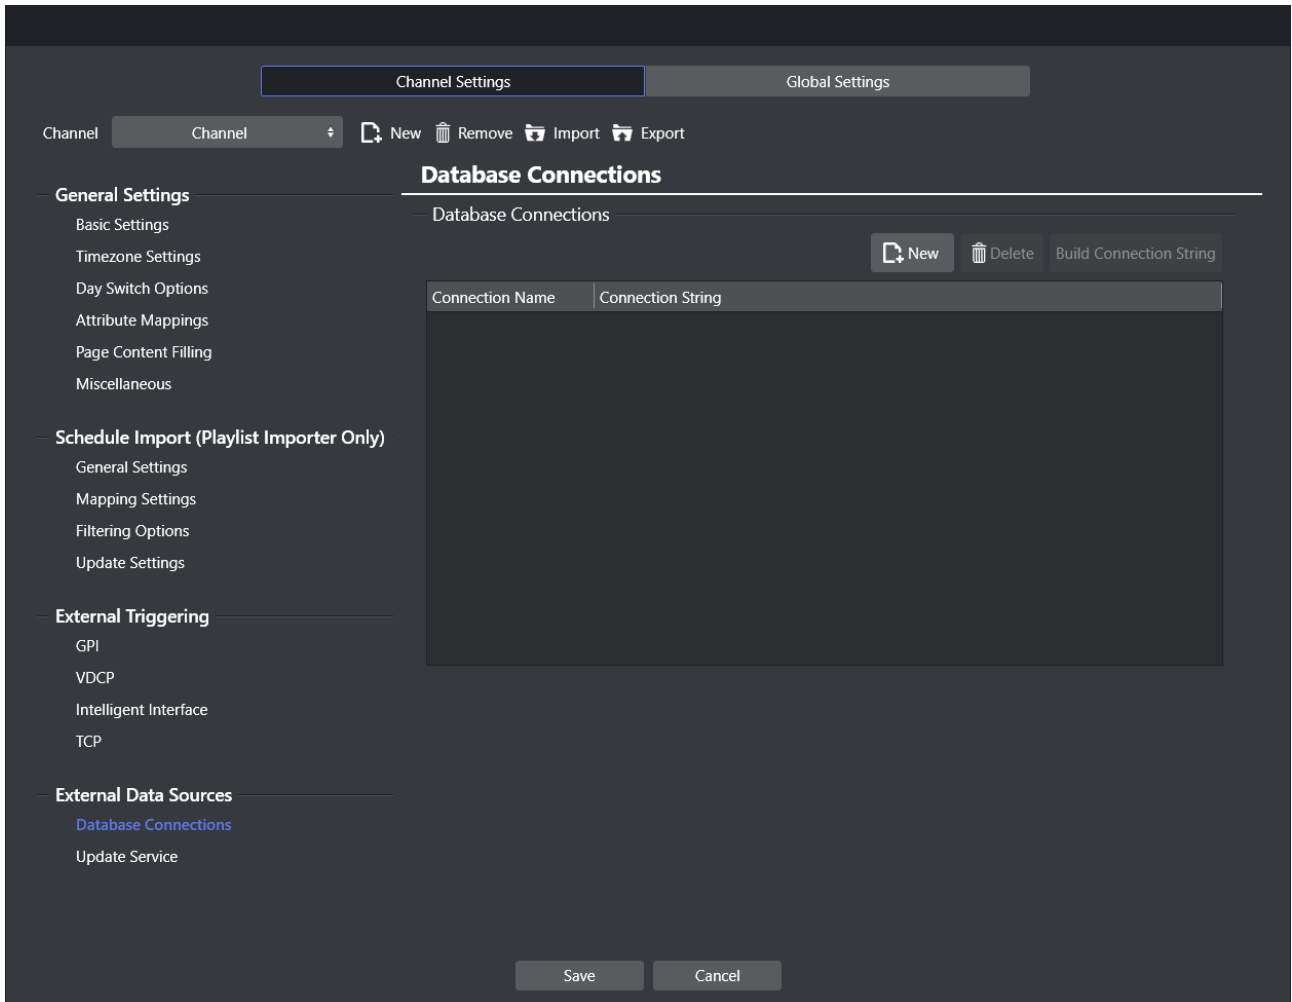 Channel Settings Global Settings
Channel Channel New Remove Import Export
Database Connections
General Settings
Basic Settings
Timezone Settings
Day Switch Options
Attribute Mappings
Page Content Filling
Miscellaneous
Schedule Import (Playlist Importer Only)
General Settings
Mapping Settings
Filtering Options
Update Settings
External Triggering
GPI
VDCP
Intelligent Interface
TCP
External Data Sources
Database Connections
Update Service
Database Connections
New Delete Build Connection String
Connection Name Connection String
Save Cancel